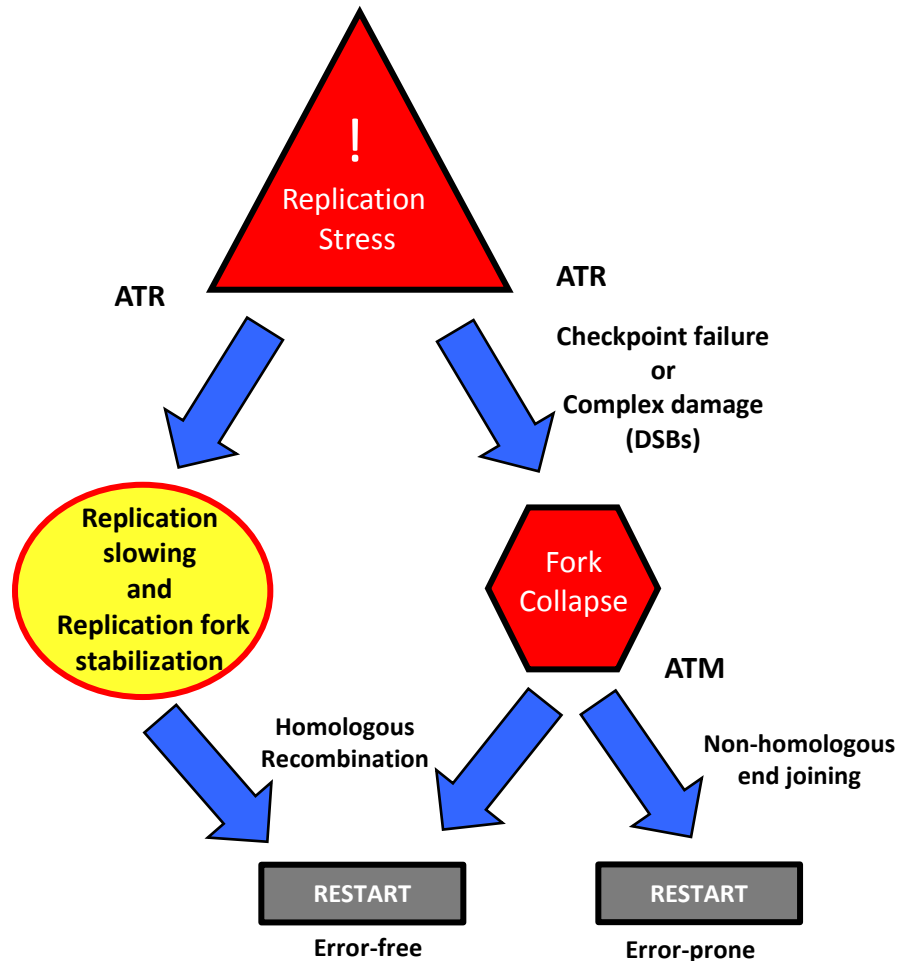 !
Replication
Stress
ATR
ATR
Checkpoint failure
or
Complex damage
(DSBs)
Replication
slowing
and
Replication fork
stabilization
Fork
Collapse
ATM
Homologous
Recombination
Non-homologous
end joining
RESTART
RESTART
Error-free
Error-prone